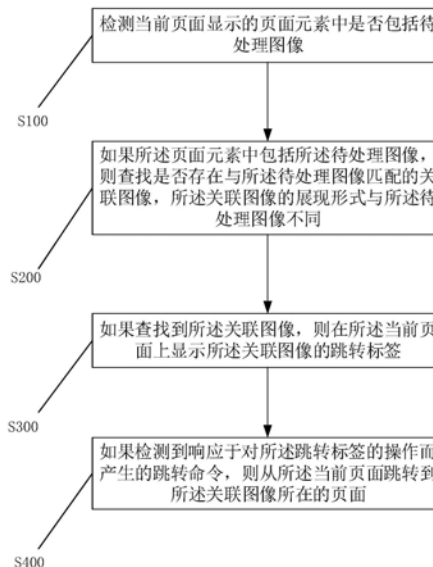 检测当前页面显示的页面元素中是否包括待
处理图像
S100
如果所述页面元素中包括所述待处理图像，
则查找是否存在与所述待处理图像匹配的关
联图像，所述关联图像的展现形式与所述待
处理图像不同
S200
如果查找到所述关联图像，则在所述当前页
面上显示所述关联图像的跳转标签
S300
如果检测到响应于对所述跳转标签的操作而
产生的跳转命令，则从所述当前页面跳转到
所述关联图像所在的页面
S400